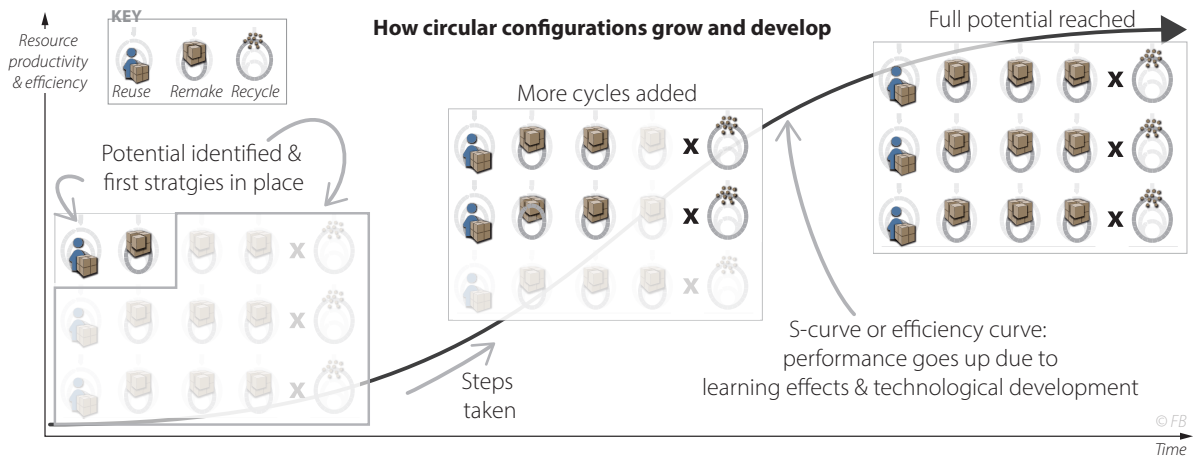 How circular configurations grow and develop
Resource
productivity
& efficiency
KEY
Reuse Remake Recycle
Potential identified &
first stratgies in place
X
X
X
Steps
taken
More cycles added
X
X
X
Full potential reached
X
X
X
S-curve or efficiency curve:
performance goes up due to
learning effects & technological development
© FB
Time